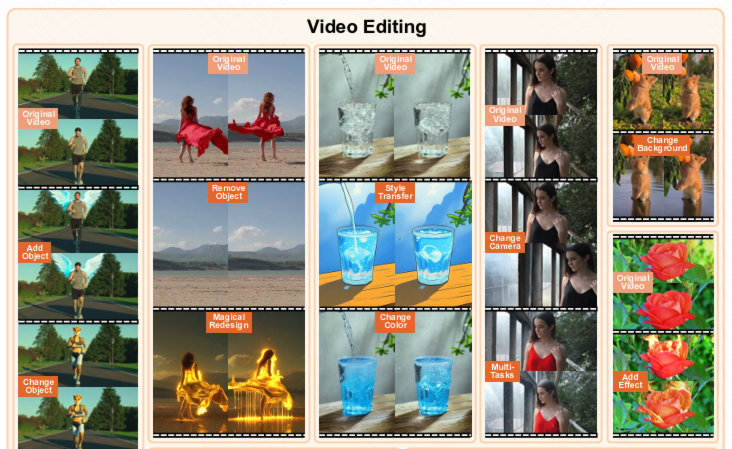 Video Editing
Original
Video
Add
Object
Change
Object
Original
Video
Remove
Object
Magical
Redesign
Original
Video
Style
Transfer
Change
Color
Original
Video
Change
Camera
Multi-
Tasks
Original
Video
Change
Background
Original
Video
Add
Effect